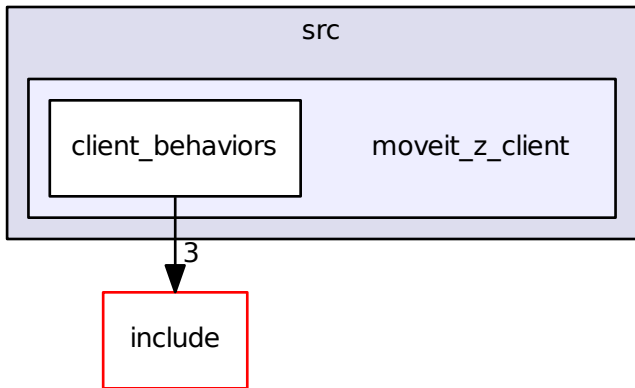 src
client_behaviors
moveit_z_client
3
include